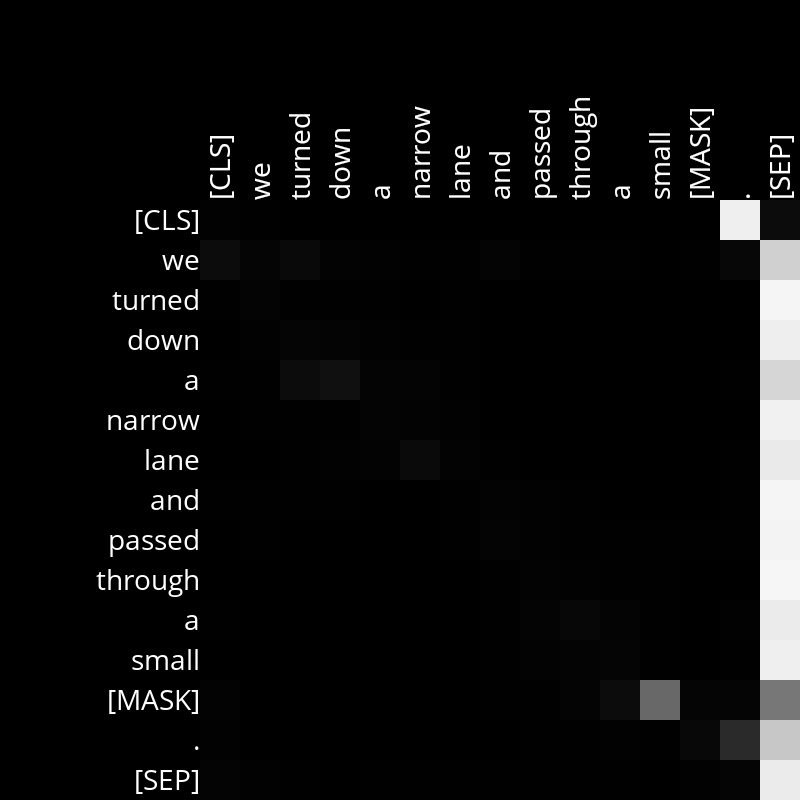 [CLS] we turned down a narrow lane and passed through a small [MASK] . [SEP]
[CLS]
we
turned
down
a
narrow
lane
and
passed
through
a
small
[MASK]
.
[SEP]